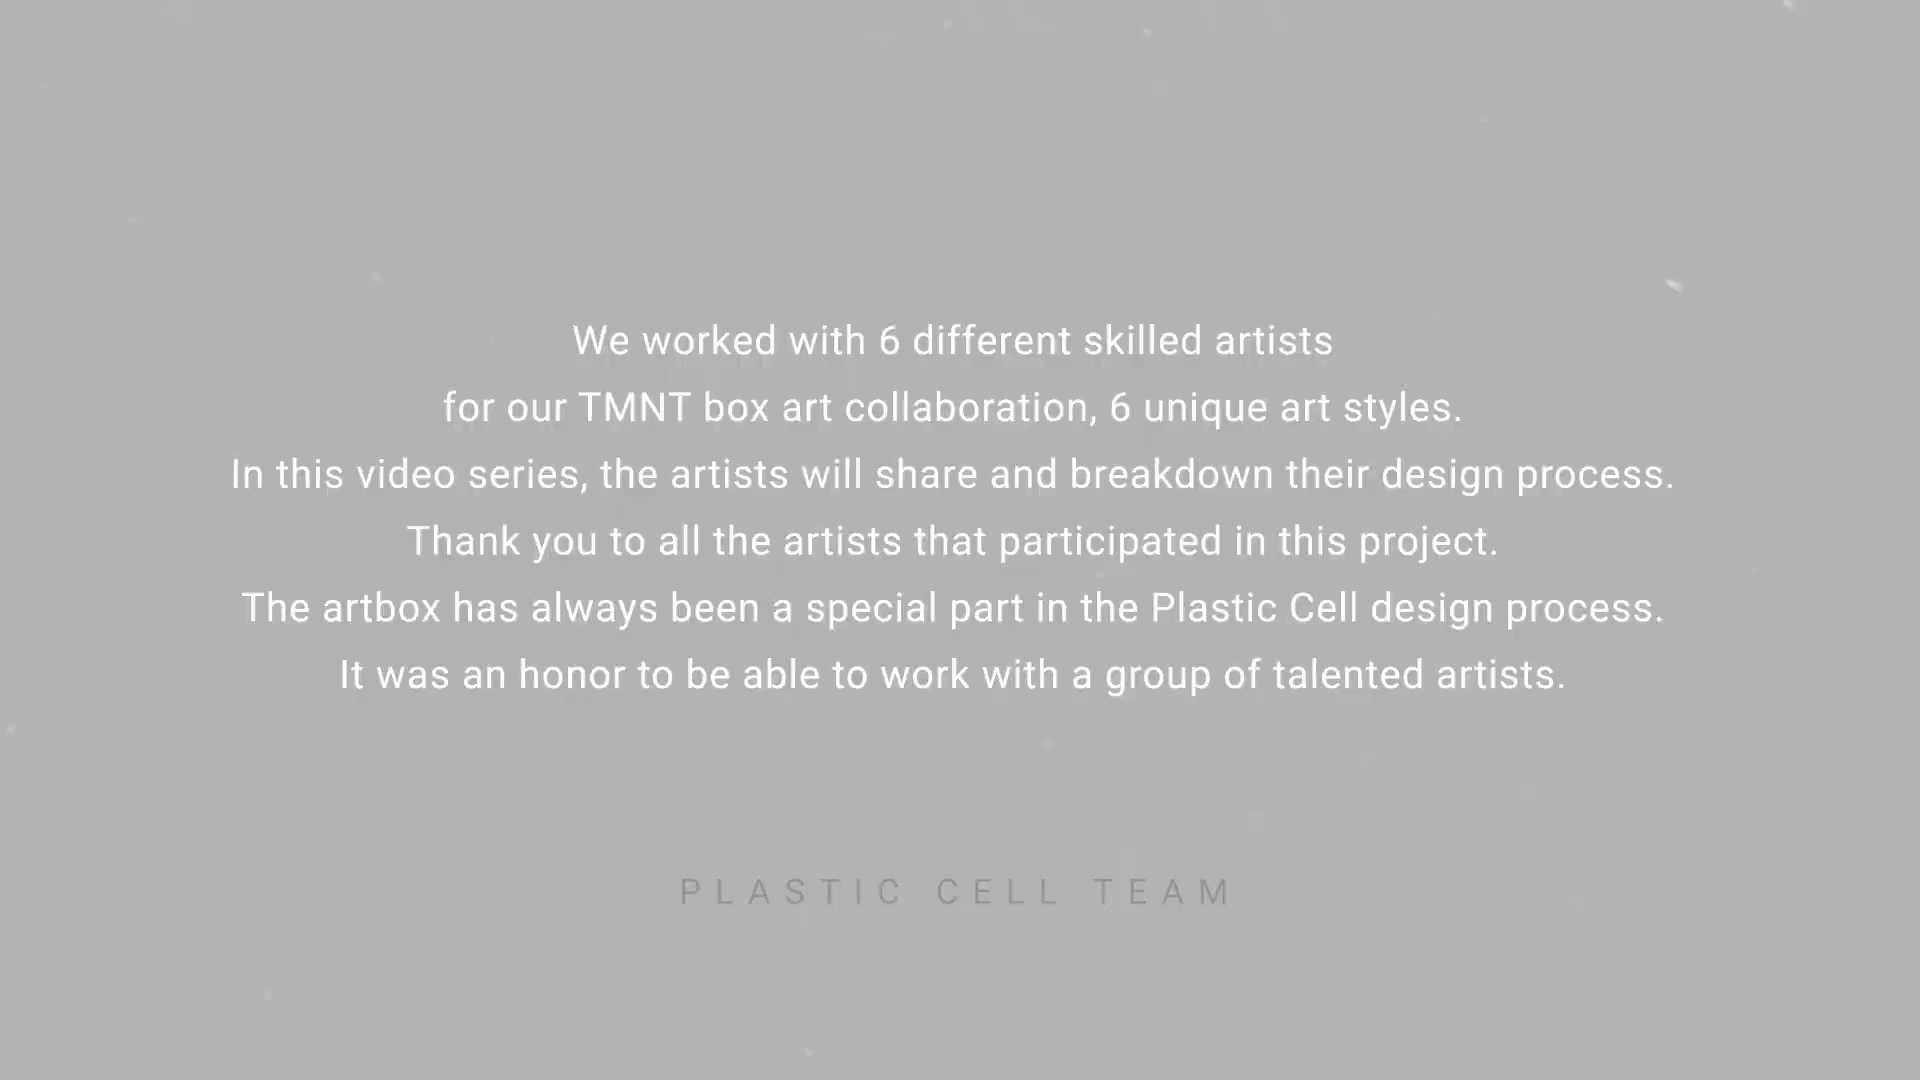 We worked with 6 different skilled artists
for our TMNT box art collaboration, 6 unique art styles.
In this video series, the artists will share and breakdown their design process.
Thank you to all the artists that participated in this project.
The artbox has always been a special part in the Plastic Cell design process.
It was an honor to be able to work with a group of talented artists.
PLASTIC CELL TEAM